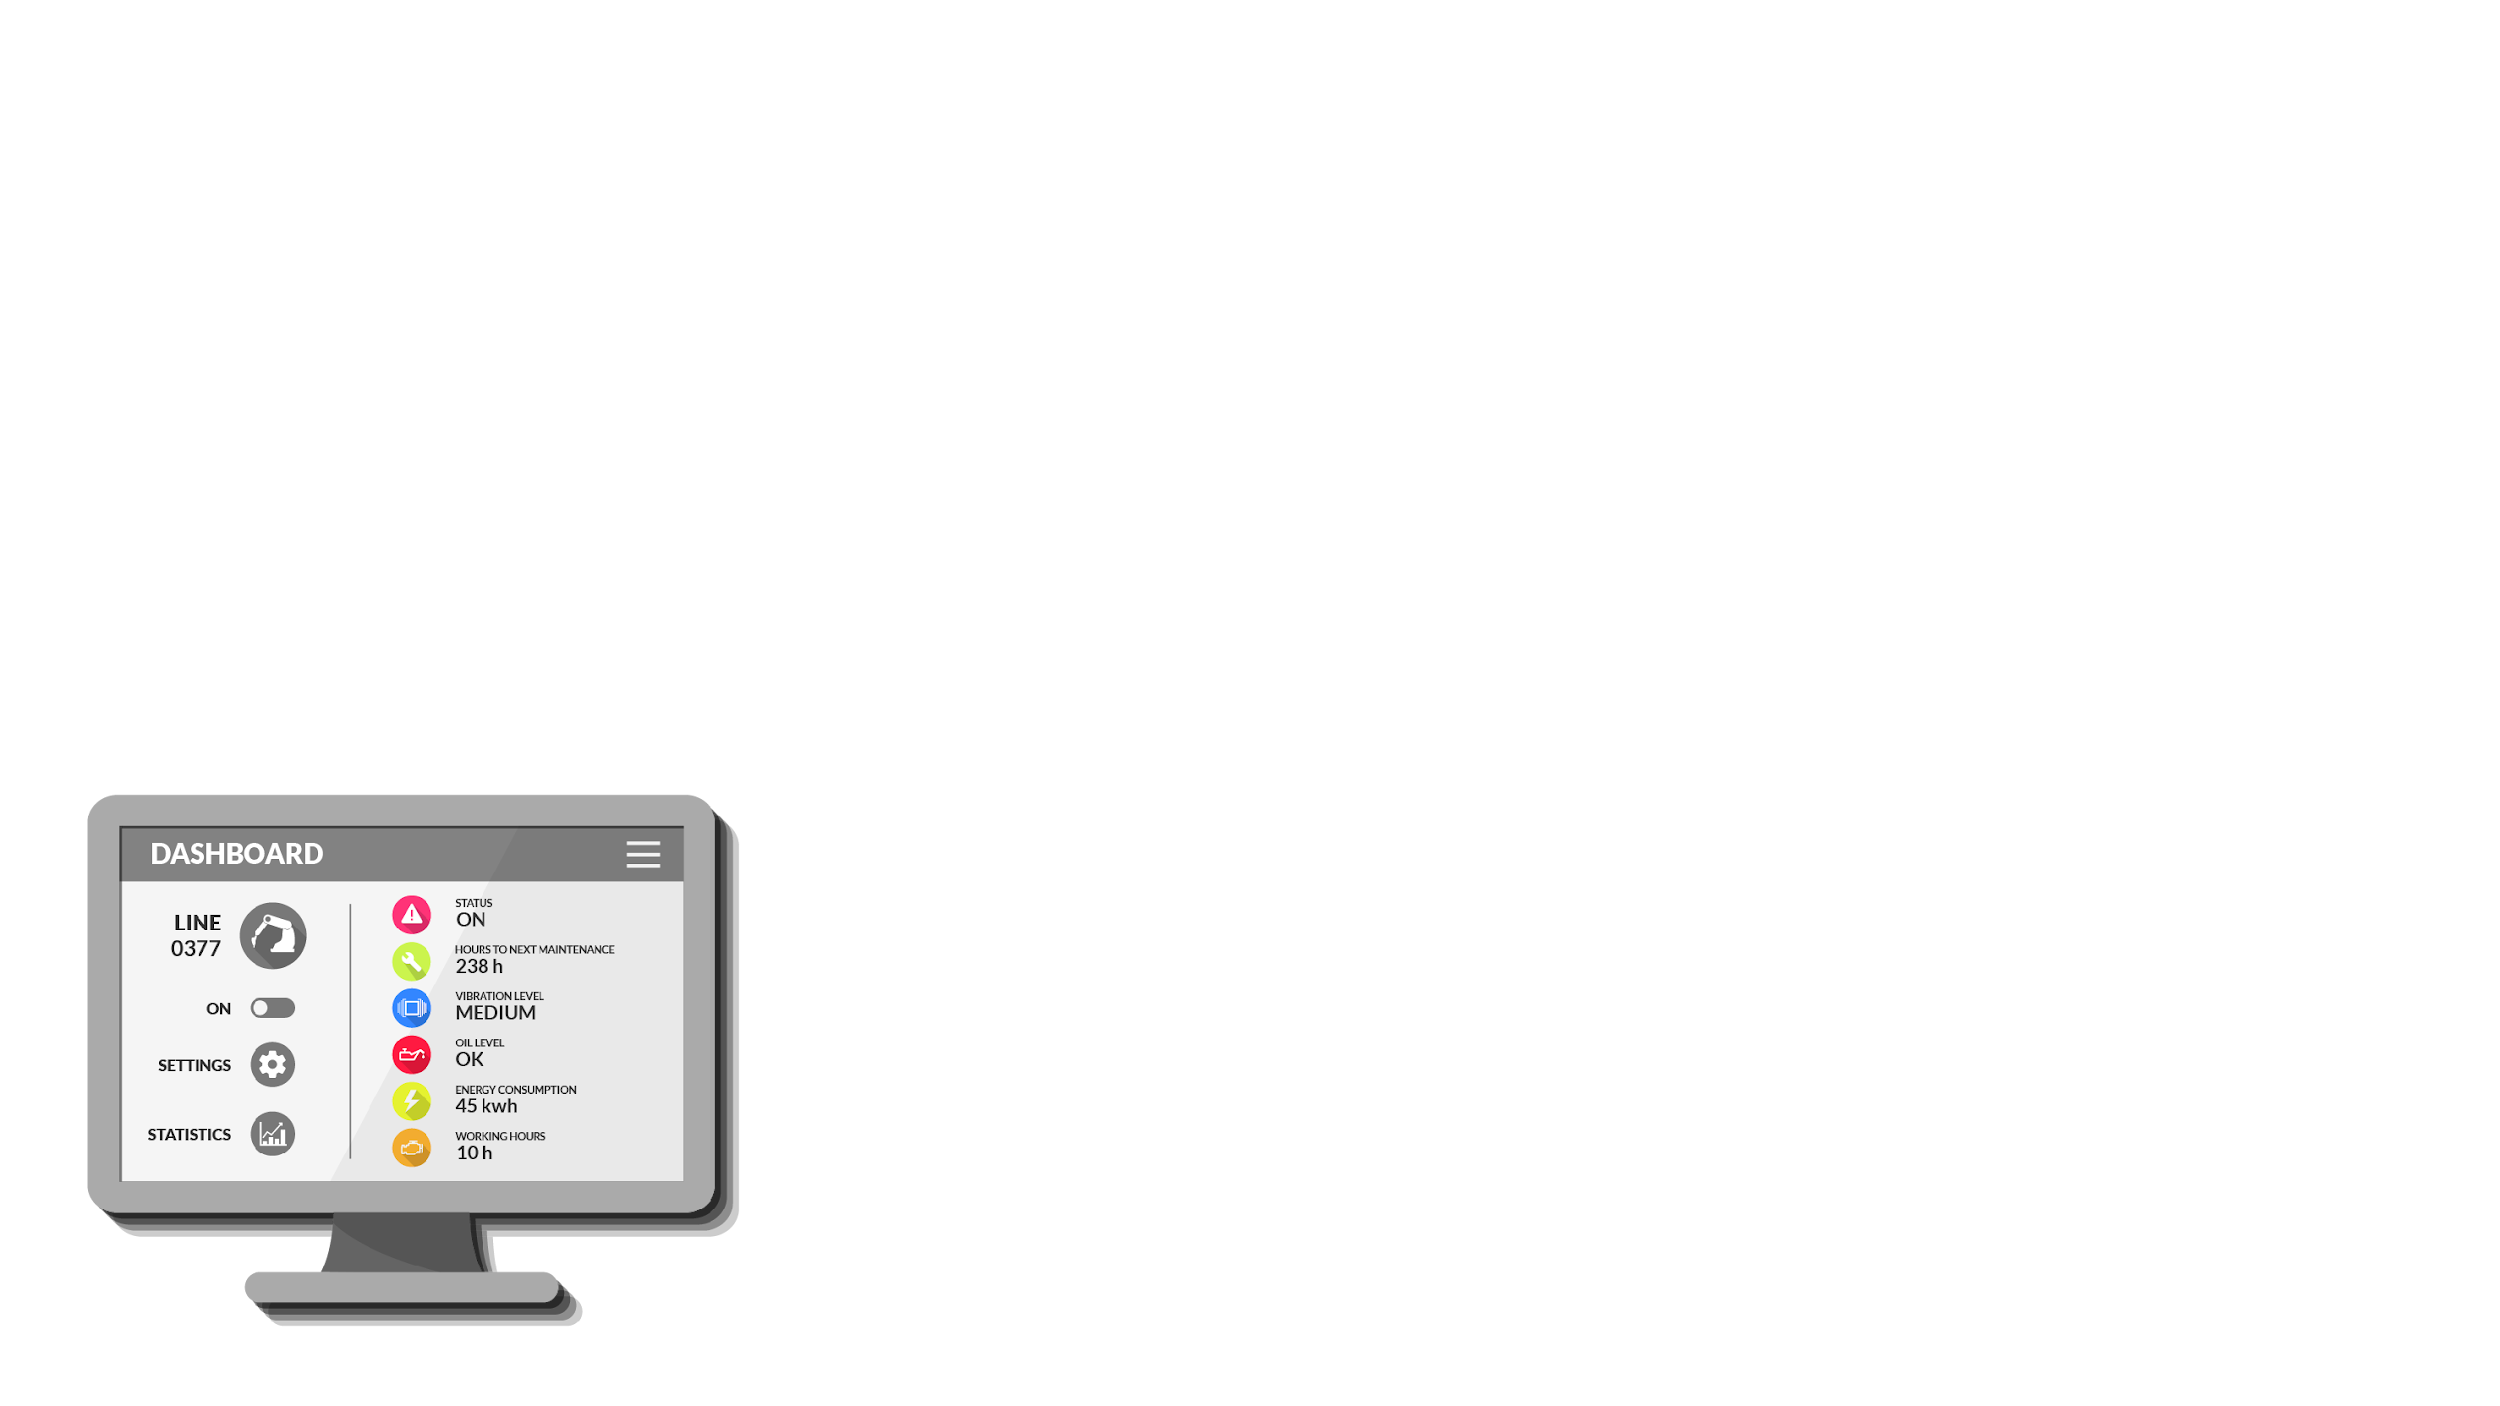 DASHBOARD
LINE
0377
ON
SETTINGS
STATISTICS
STATUS
ON
HOURS TO NEXT MAINTENANCE
238 h
VIBRATION LEVEL
MEDIUM
OIL LEVEL
OK
ENERGY CONSUMPTION
45 kwh
WORKING HOURS
10 h